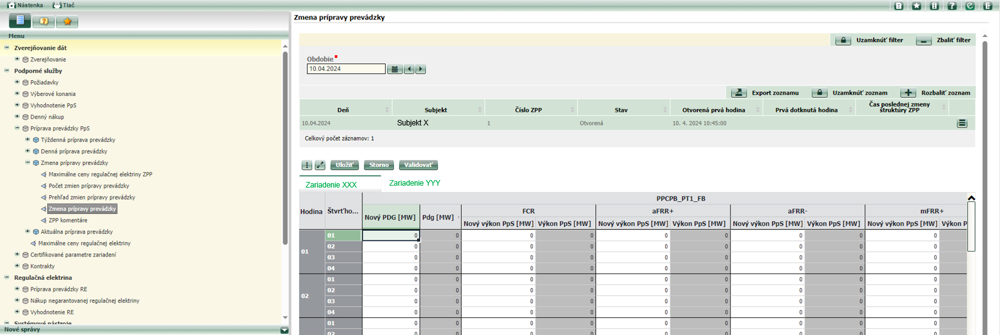 Nástenka Tlač
Menu
Zverejňovanie dát
Zverejňovanie
Podporné služby
Požiadavky
Výberové konania
Vyhodnotenie PpS
Denný nákup
Príprava prevádzky PpS
Týždenná príprava prevádzky
Denná príprava prevádzky
Zmena prípravy prevádzky
Maximálne ceny regulačnej elektriny ZPP
Počet zmien prípravy prevádzky
Prehľad zmien prípravy prevádzky
Zmena prípravy prevádzky
ZPP komentáre
Aktuálna príprava prevádzky
Maximálne ceny regulačnej elektriny
Certifikované parametre zariadení
Kontrakty
Regulačná elektrina
Príprava prevádzky RE
Nákup negarantovanej regulačnej elektriny
Vyhodnotenie RE
Systémové nástroje
Nové správy
Zmena prípravy prevádzky
Uzamknúť filter Zbaliť filter
Obdobie
10.04.2024
Export zoznamu Uzamknúť zoznam Rozbaliť zoznam
Deň Subjekt Číslo ZPP Stav Otvorená prvá hodina Prvá dotknutá hodina Čas poslednej zmeny štruktúry ZPP
10.04.2024 Subjekt X 1 Otvorená 10. 4. 2024 10:45:00
Celkový počet záznamov: 1
Uložiť Storno Validovať
Zariadenie XXX Zariadenie YYY
PPCPB_PT1_FB
Hodina Štvrťho... Nový PDG [MW] Pdg [MW] FCR aFRR+ aFRR- mFRR+
Nový výkon PpS [MW] Výkon PpS [MW] Nový výkon PpS [MW] Výkon PpS [MW] Nový výkon PpS [MW] Výkon PpS [MW] Nový výkon PpS [MW] Výkon P
01 01 0 0 0 0 0 0 0 0 0
02 0 0 0 0 0 0 0 0 0
03 0 0 0 0 0 0 0 0 0
04 0 0 0 0 0 0 0 0 0
02 01 0 0 0 0 0 0 0 0 0
02 0 0 0 0 0 0 0 0 0
03 0 0 0 0 0 0 0 0 0
04 0 0 0 0 0 0 0 0 0
01 0 0 0 0 0 0 0 0 0
02 0 0 0 0 0 0 0 0 0